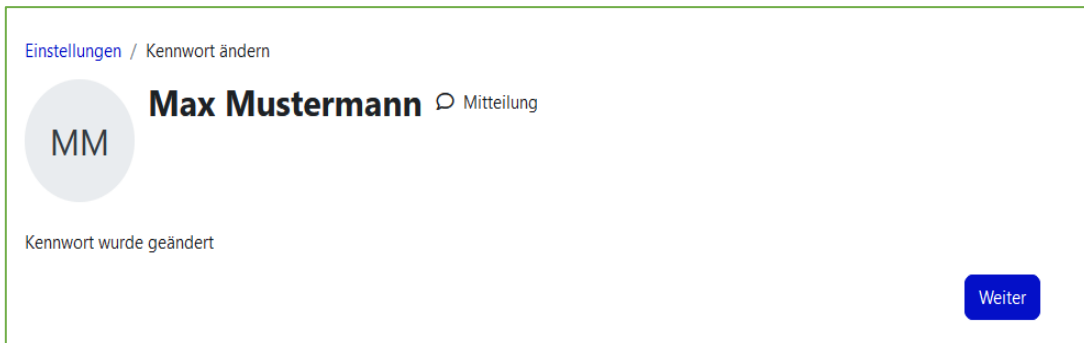 Einstellungen / Kennwort ändern
MM
Max Mustermann Mitteilung
Kennwort wurde geändert
Weiter